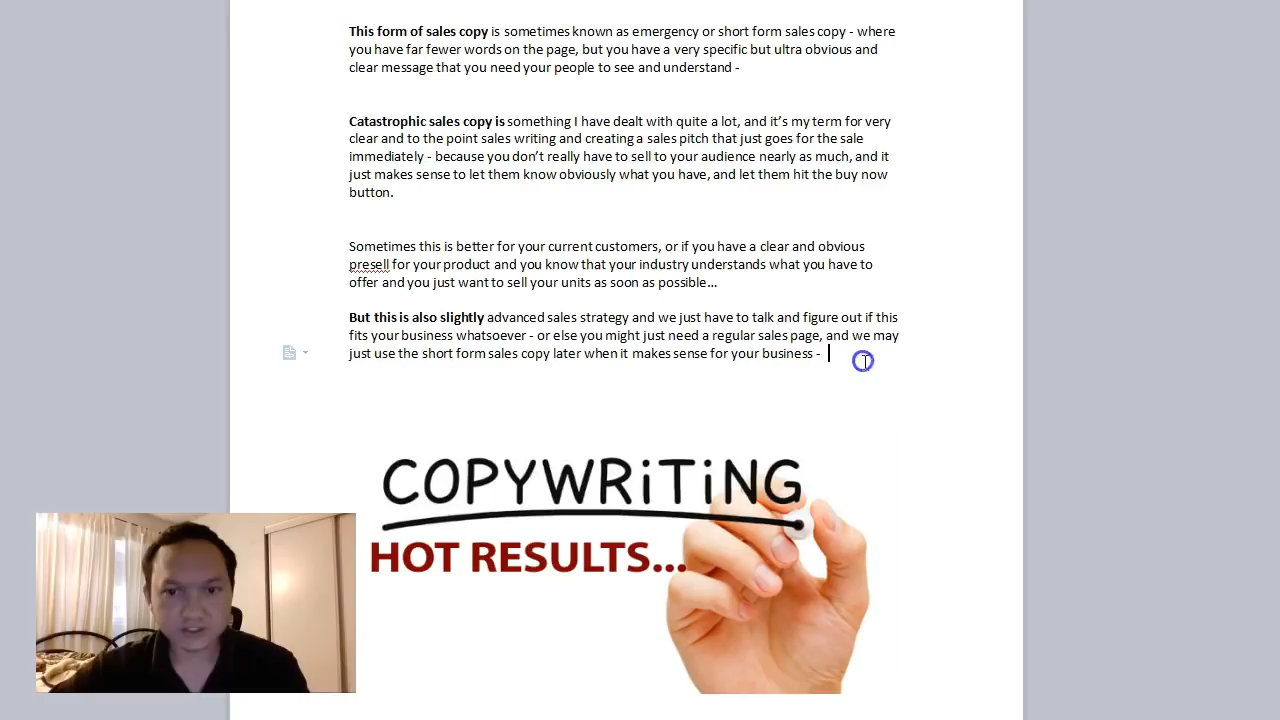 This form of sales copy is sometimes known as emergency or short form sales copy - where
you have far fewer words on the page, but you have a very specific but ultra obvious and
clear message that you need your people to see and understand -
Catastrophic sales copy is something I have dealt with quite a lot, and it’s my term for very
clear and to the point sales writing and creating a sales pitch that just goes for the sale
immediately - because you don’t really have to sell to your audience nearly as much, and it
just makes sense to let them know obviously what you have, and let them hit the buy now
button.
Sometimes this is better for your current customers, or if you have a clear and obvious
presell for your product and you know that your industry understands what you have to
offer and you just want to sell your units as soon as possible…
But this is also slightly advanced sales strategy and we just have to talk and figure out if this
fits your business whatsoever - or else you might just need a regular sales page, and we may
just use the short form sales copy later when it makes sense for your business -
COPYWRiTiNG
HOT RESULTS...